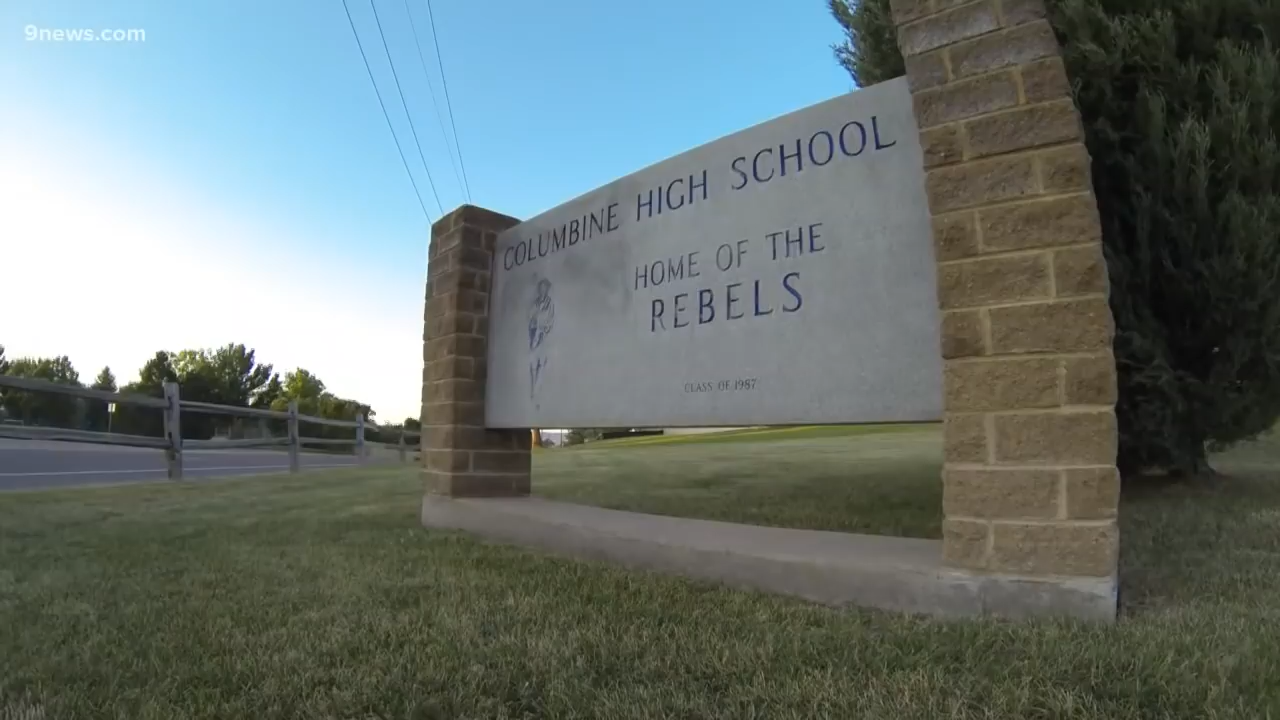 9news.com
COLUMBINE HIGH SCHOOL
HOME OF THE
REBELS
CLASS OF 1987